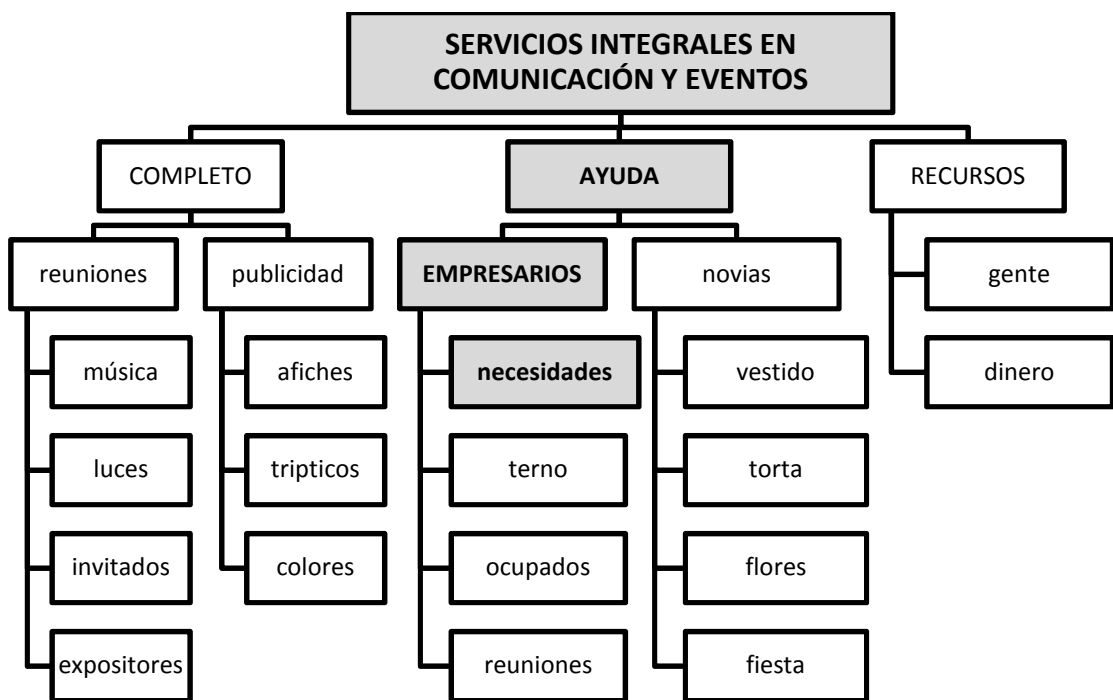 SERVICIOS INTEGRALES EN
COMUNICACIÓN Y EVENTOS
COMPLETO
AYUDA
RECURSOS
reuniones
publicidad
EMPRESARIOS
novias
gente
música
afiches
necesidades
vestido
dinero
luces
tripticos
terno
torta
invitados
colores
ocupados
flores
expositores
reuniones
fiesta